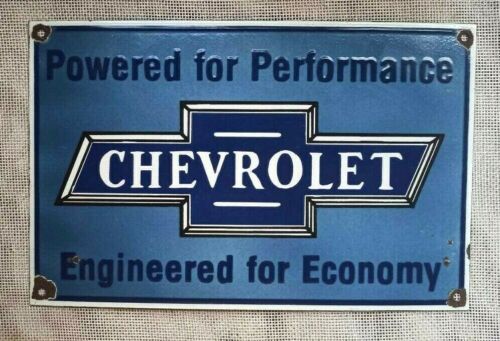 Powered for Performance
CHEVROLET
Engineered for Economy